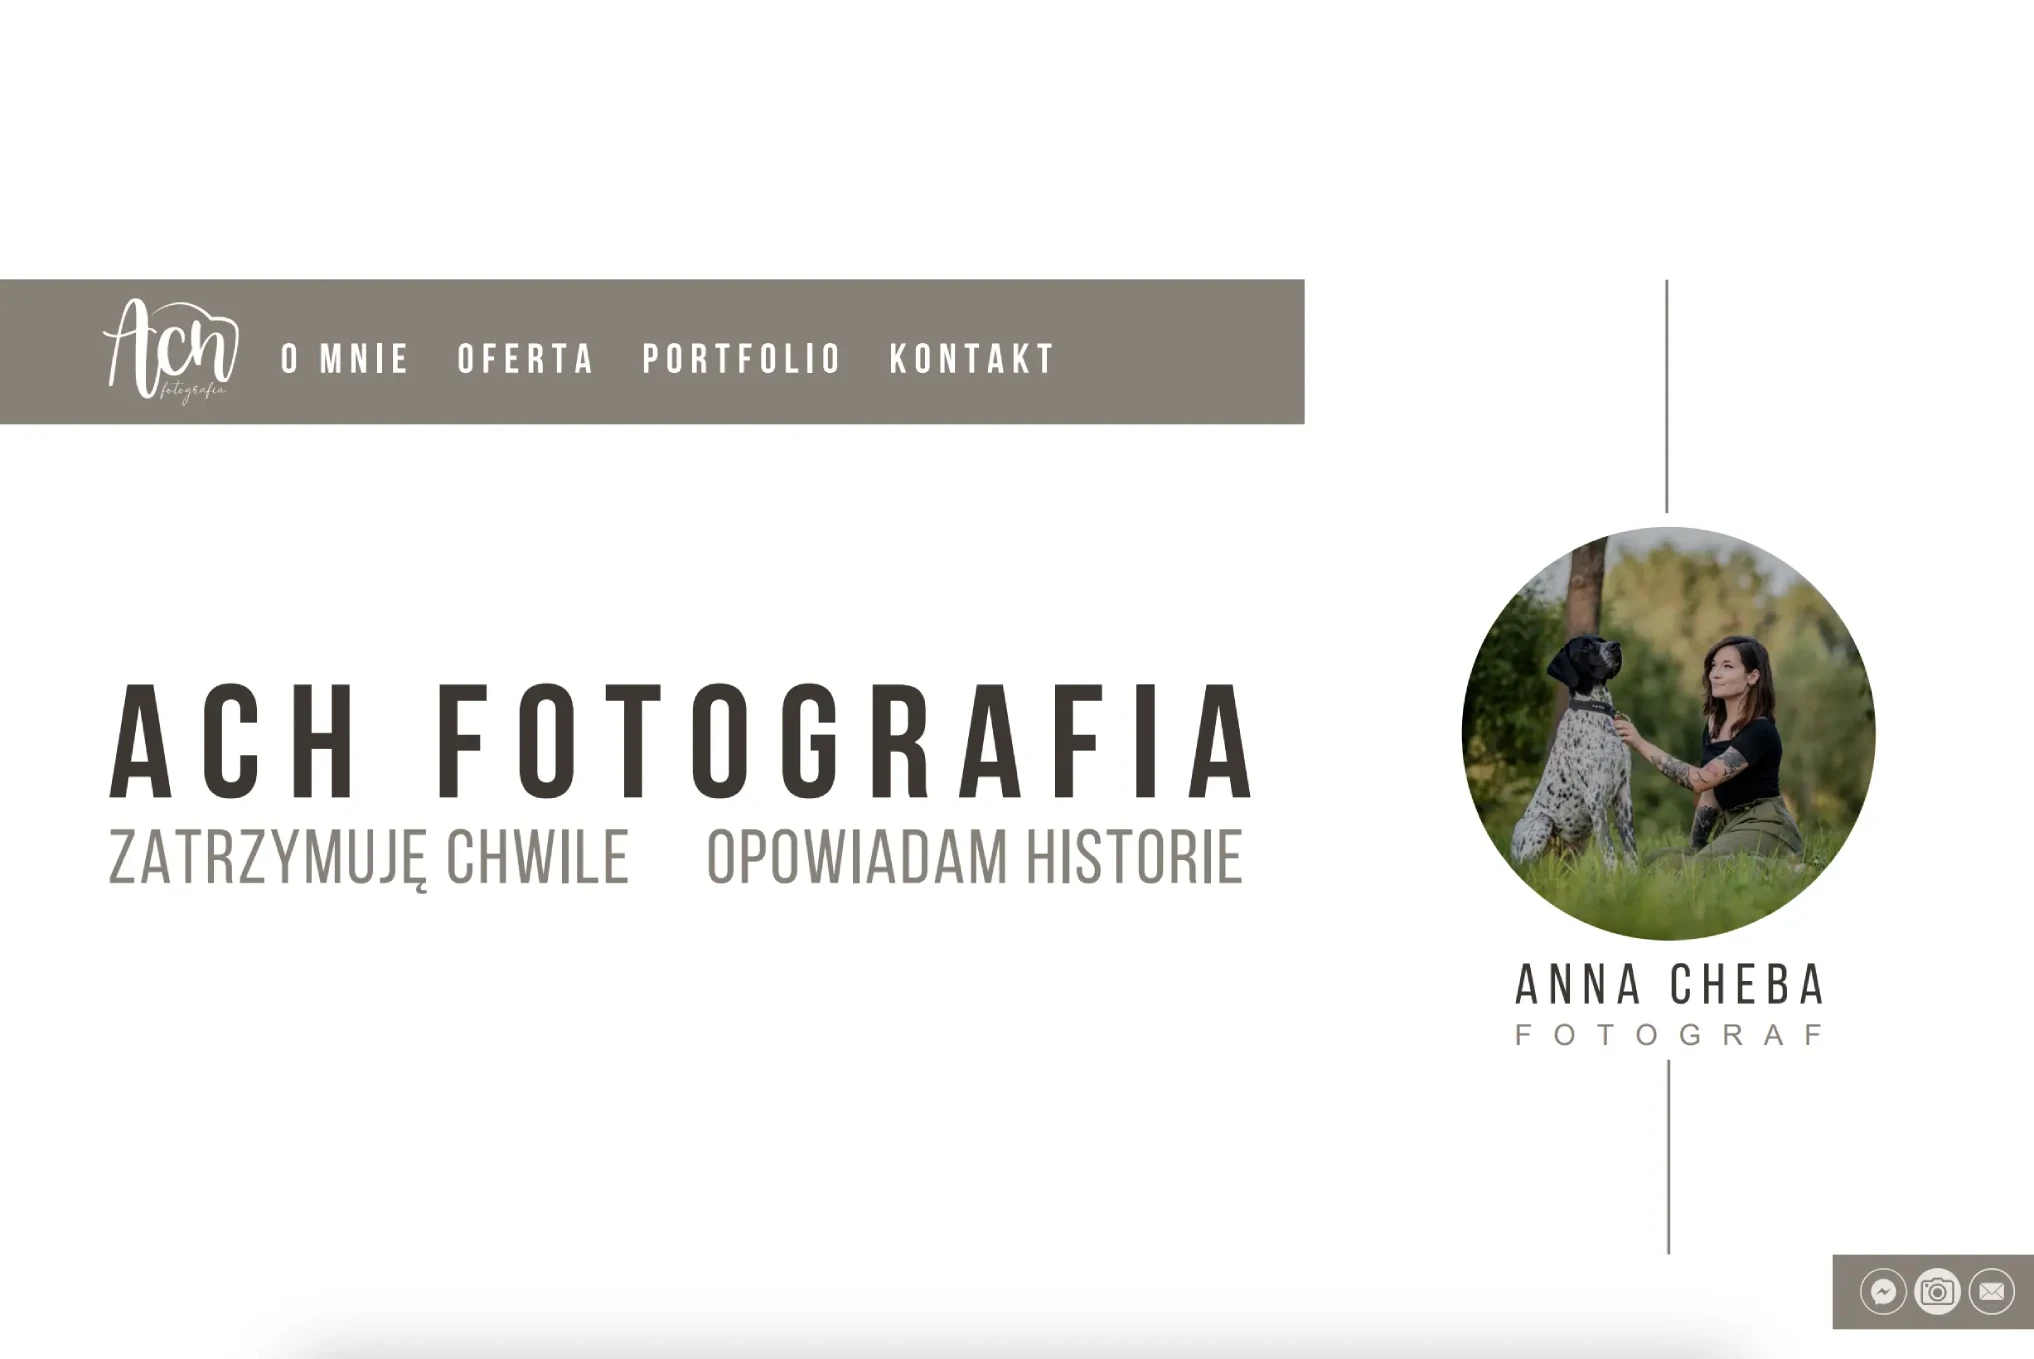 Ach
fotografia
O MNIE OFERTA PORTFOLIO KONTAKT
ACH FOTOGRAFIA
ZATRZYMUJĘ CHWILE OPOWIADAM HISTORIE
ANNA CHEBA
FOTOGRAF